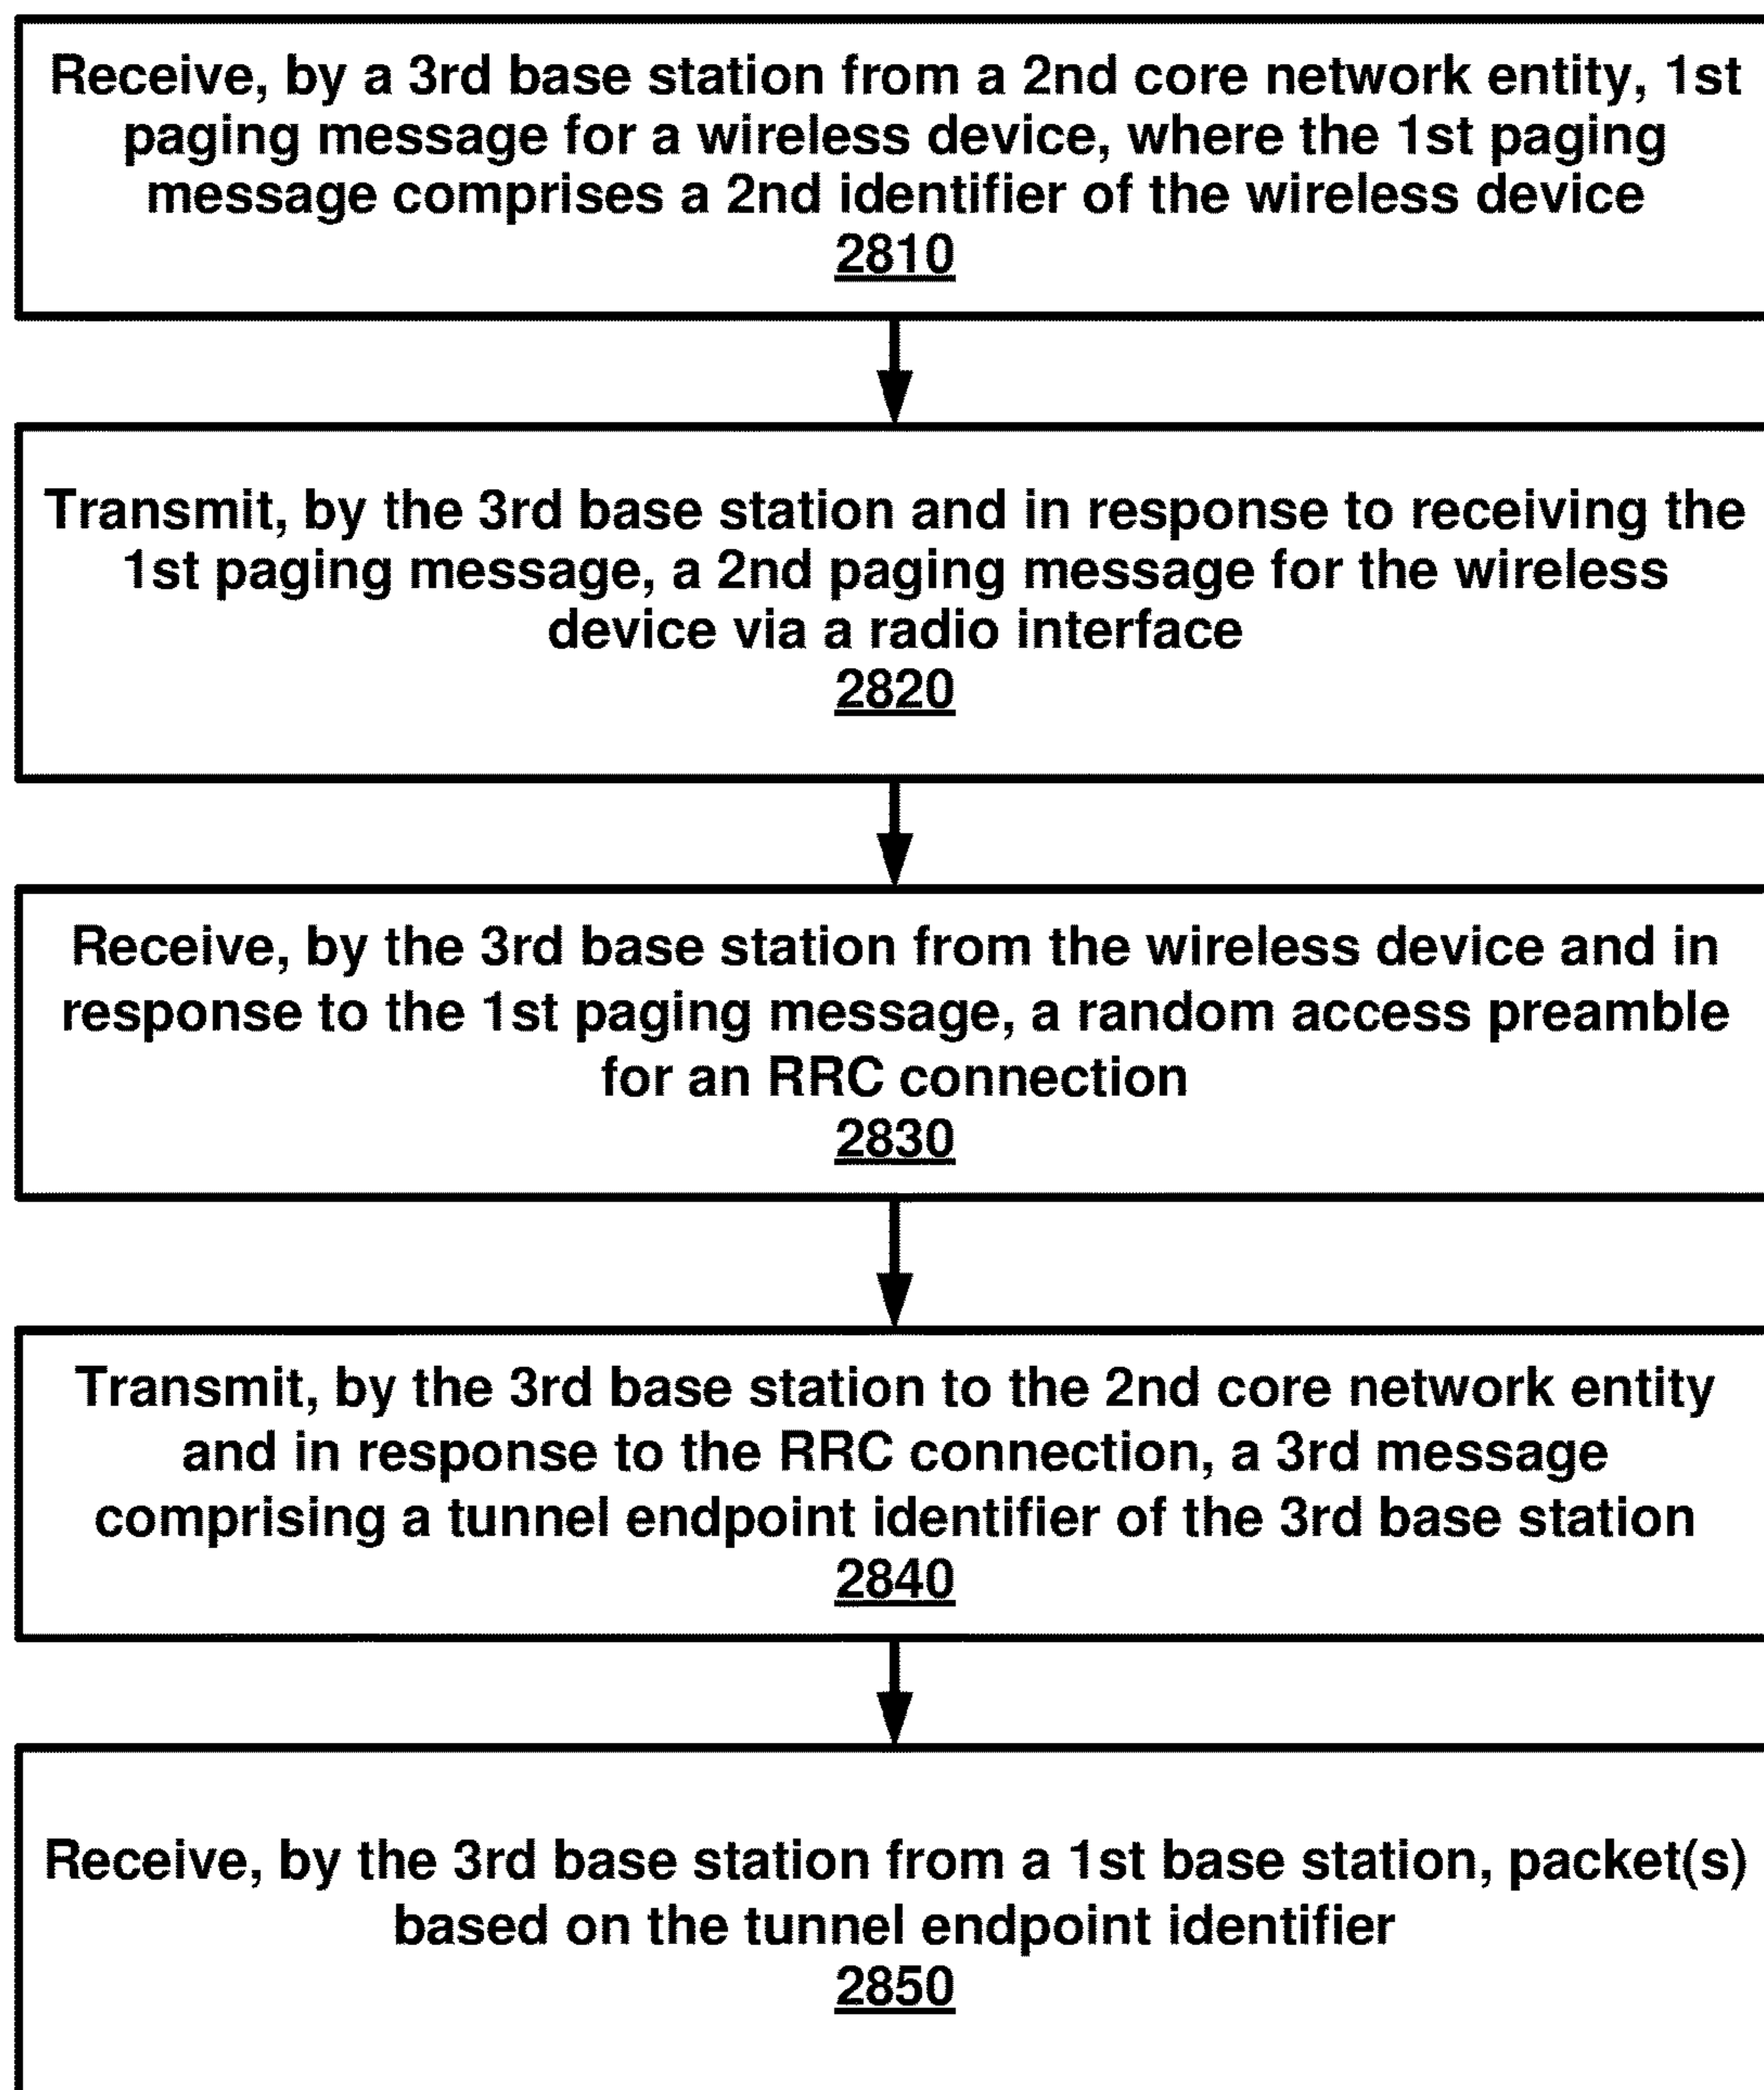 Receive, by a 3rd base station from a 2nd core network entity, 1st
paging message for a wireless device, where the 1st paging
message comprises a 2nd identifier of the wireless device
2810
Transmit, by the 3rd base station and in response to receiving the
1st paging message, a 2nd paging message for the wireless
device via a radio interface
2820
Receive, by the 3rd base station from the wireless device and in
response to the 1st paging message, a random access preamble
for an RRC connection
2830
Transmit, by the 3rd base station to the 2nd core network entity
and in response to the RRC connection, a 3rd message
comprising a tunnel endpoint identifier of the 3rd base station
2840
Receive, by the 3rd base station from a 1st base station, packet(s)
based on the tunnel endpoint identifier
2850